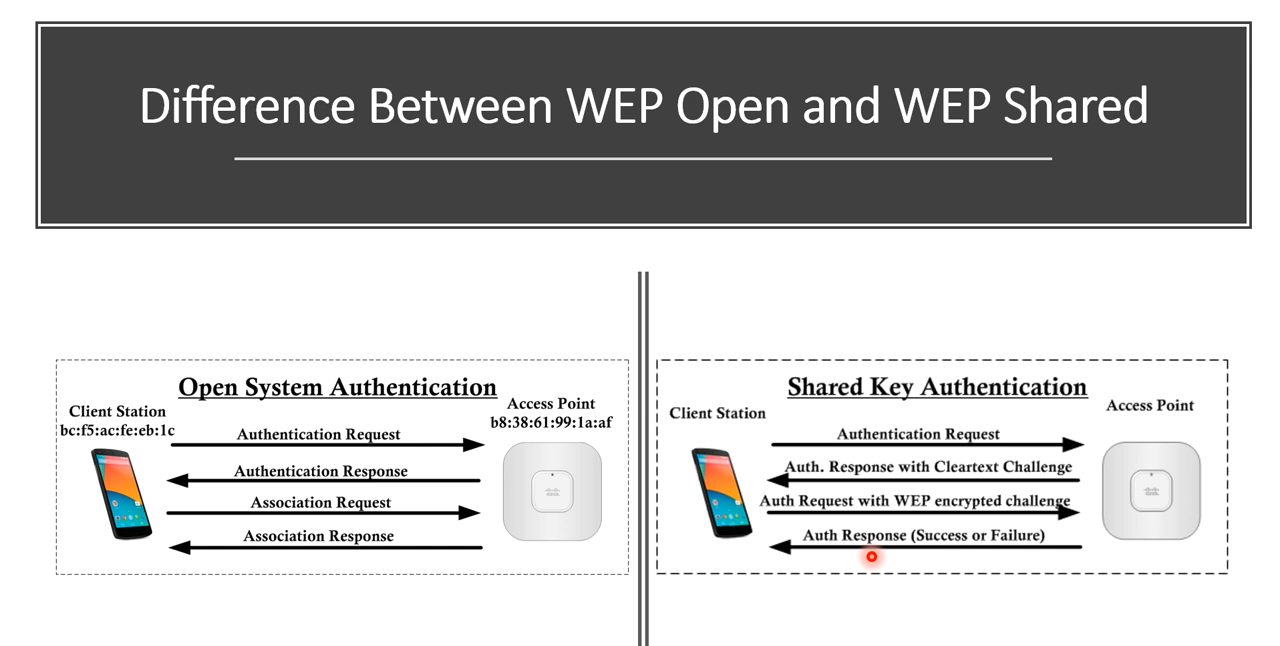 Difference Between WEP Open and WEP Shared
Open System Authentication
Client Station
bc:f5:ac:fe:eb:1c
Access Point
b8:38:61:99:1a:af
Authentication Request
Authentication Response
Association Request
Association Response
Shared Key Authentication
Client Station
Access Point
Authentication Request
Auth. Response with Cleartext Challenge
Auth Request with WEP encrypted challenge
Auth Response (Success or Failure)